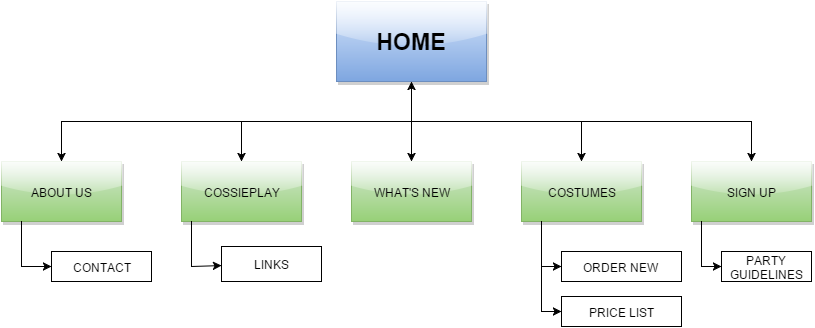 HOME
ABOUT US
COSSIEPLAY
WHAT'S NEW
COSTUMES
SIGN UP
CONTACT
LINKS
ORDER NEW
PARTY
GUIDELINES
PRICE LIST